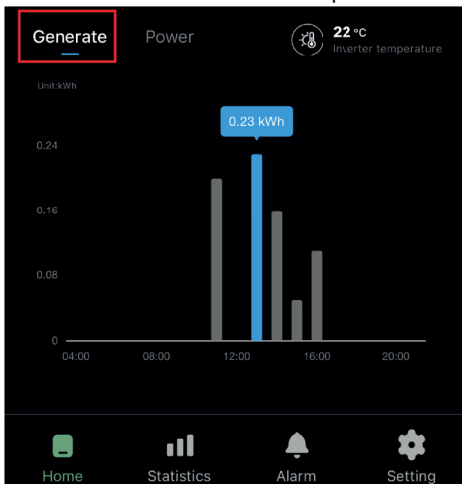 Generate
Power
22 °C
Inverter temperature
Unit:kWh
0.23 kWh
0.24
0.16
0.08
0
04:00 08:00 12:00 16:00 20:00
Home Statistics Alarm Setting